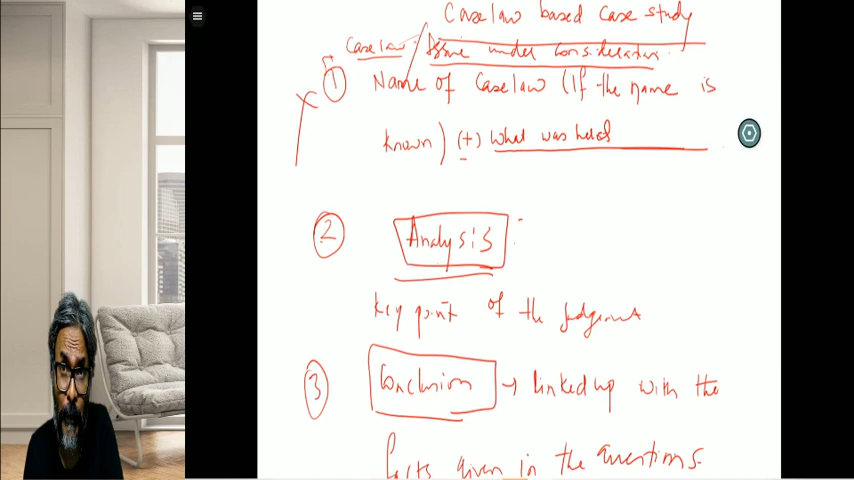 Caselaw based Case study
Caselaw: Issue under consideration.
① Name of Caselaw (If the name is
known) (+) What was held
② Analysis:
Key point of the judgement
③ Conclusion → linked up with the
facts given in the questions.